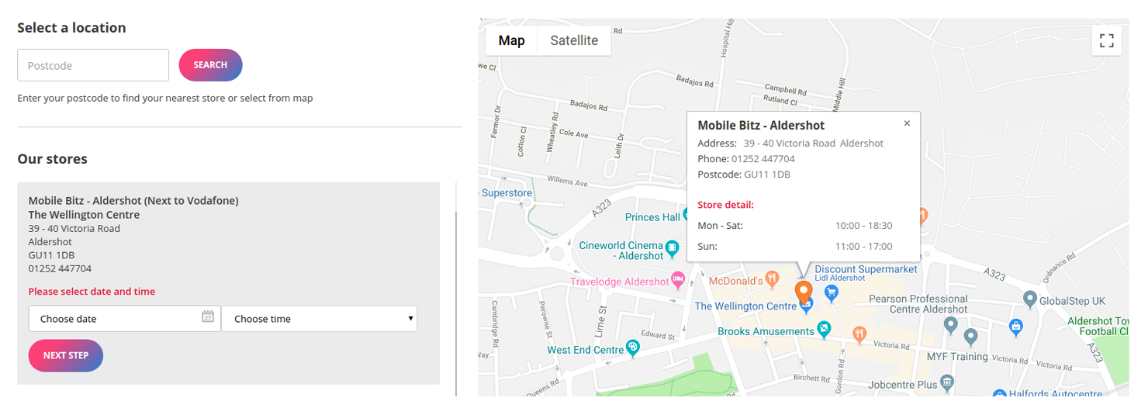 Select a location
Postcode
SEARCH
Enter your postcode to find your nearest store or select from map
Our stores
Mobile Bitz - Aldershot (Next to Vodafone)
The Wellington Centre
39 - 40 Victoria Road
Aldershot
GU11 1DB
01252 447704
Please select date and time
Choose date
Choose time
NEXT STEP
Map
Satellite
Rd
Hospital Hill
we Cl
Badajos Rd
Campbell Rd
Rutland Cl
Middle Hill
Fermor Dr
Badajos Rd
Cotton Cl
Wheatley Rd
Cole Ave
Leith Dr
Willems Ave
Superstore
A323
Princes Hall
Mobile Bitz - Aldershot
Address: 39 - 40 Victoria Road Aldershot
Phone: 01252 447704
Postcode: GU11 1DB
Store detail:
Mon - Sat: 10:00 - 18:30
Sun: 11:00 - 17:00
Cineworld Cinema
- Aldershot
Travelodge Aldershot
McDonald's
Discount Supermarket
Lidl Aldershot
A323
Ordnance Rd
The Wellington Centre
Pearson Professional
Centre Aldershot
GlobalStep UK
Cambridge Rd
Perowne St
Lime St
Edward St
Brooks Amusements
Aldershot To
Football Cl
West End Centre
Victoria Rd
MYF Training
Victoria Rd
Victoria Rd
A323
way
Queens Rd
Birchett Rd
Gordon Rd
Jobcentre Plus
Halfords Autocentre